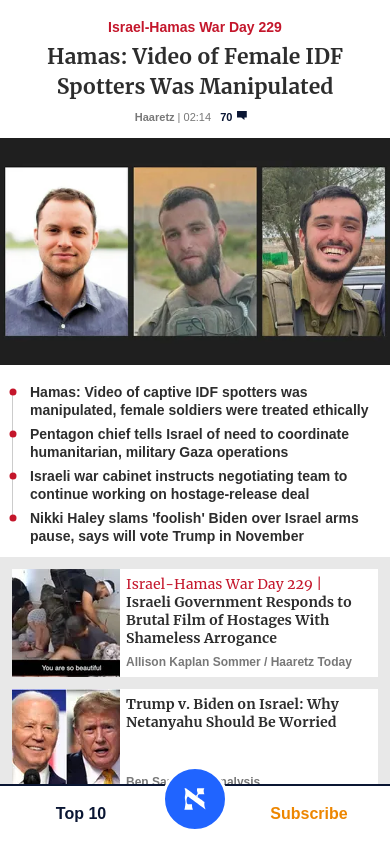 Israel-Hamas War Day 229
Hamas: Video of Female IDF
Spotters Was Manipulated
Haaretz | 02:14 70
Hamas: Video of captive IDF spotters was
manipulated, female soldiers were treated ethically
Pentagon chief tells Israel of need to coordinate
humanitarian, military Gaza operations
Israeli war cabinet instructs negotiating team to
continue working on hostage-release deal
Nikki Haley slams 'foolish' Biden over Israel arms
pause, says will vote Trump in November
Israel-Hamas War Day 229 |
Israeli Government Responds to
Brutal Film of Hostages With
Shameless Arrogance
Allison Kaplan Sommer / Haaretz Today
You are so beautiful
Trump v. Biden on Israel: Why
Netanyahu Should Be Worried
Ben
Top 10
Subscribe